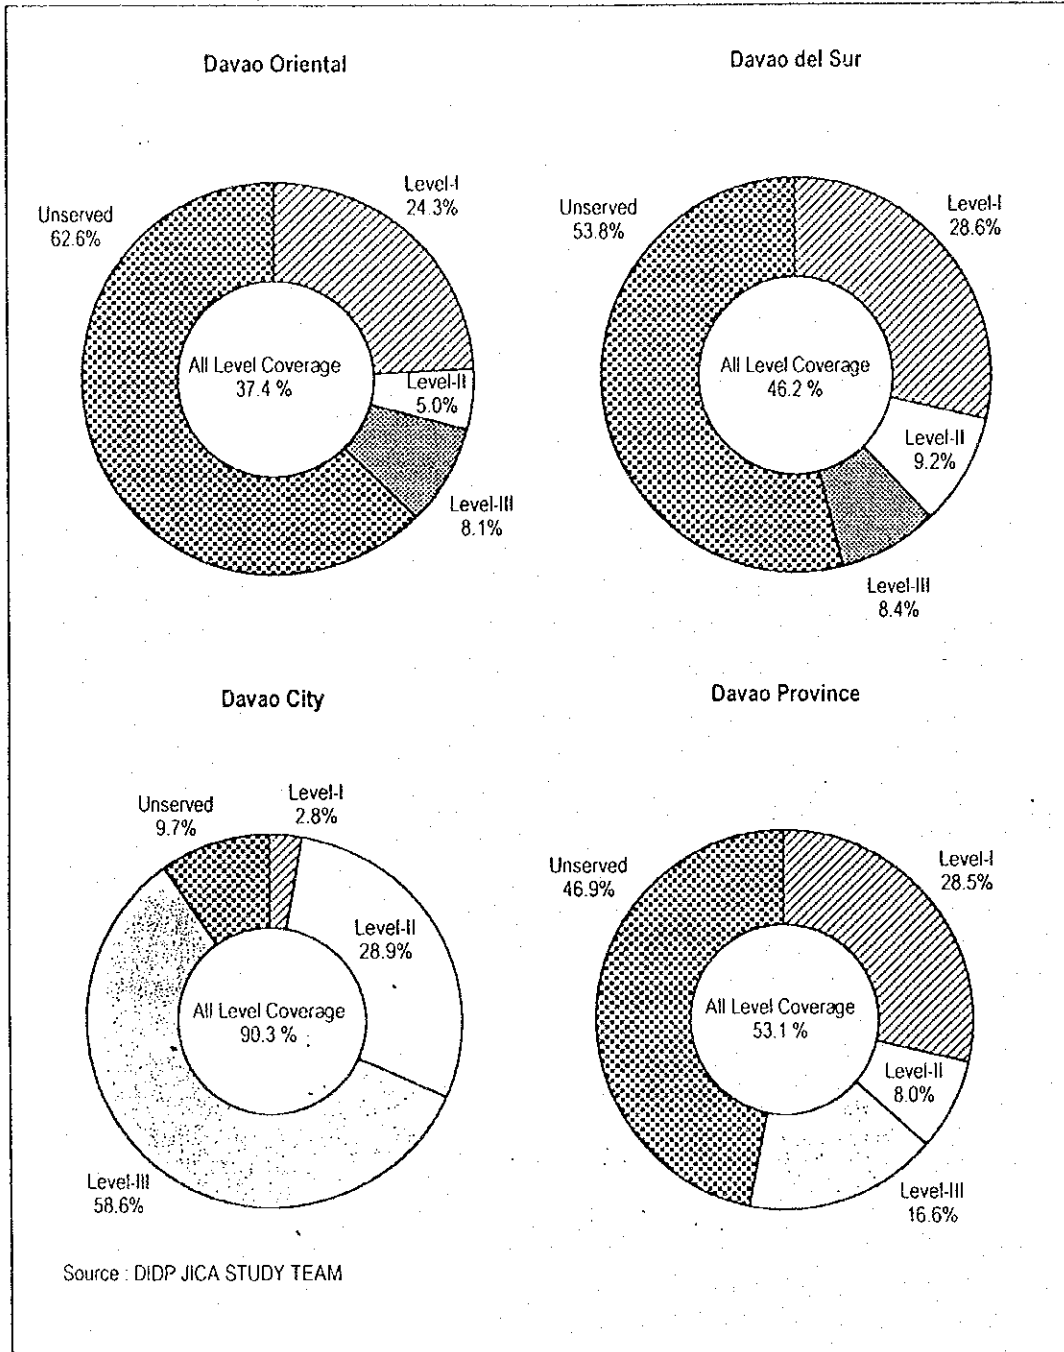 Davao Oriental
Unserved
62.6%
Level-I
24.3%
All Level Coverage
37.4 %
Level-II
5.0%
Level-III
8.1%
Davao del Sur
Unserved
53.8%
Level-I
28.6%
All Level Coverage
46.2 %
Level-II
9.2%
Level-III
8.4%
Davao City
Unserved
9.7%
Level-I
2.8%
Level-II
28.9%
All Level Coverage
90.3 %
Level-III
58.6%
Davao Province
Unserved
46.9%
Level-I
28.5%
All Level Coverage
53.1 %
Level-II
8.0%
Level-III
16.6%
Source : DIDP JICA STUDY TEAM